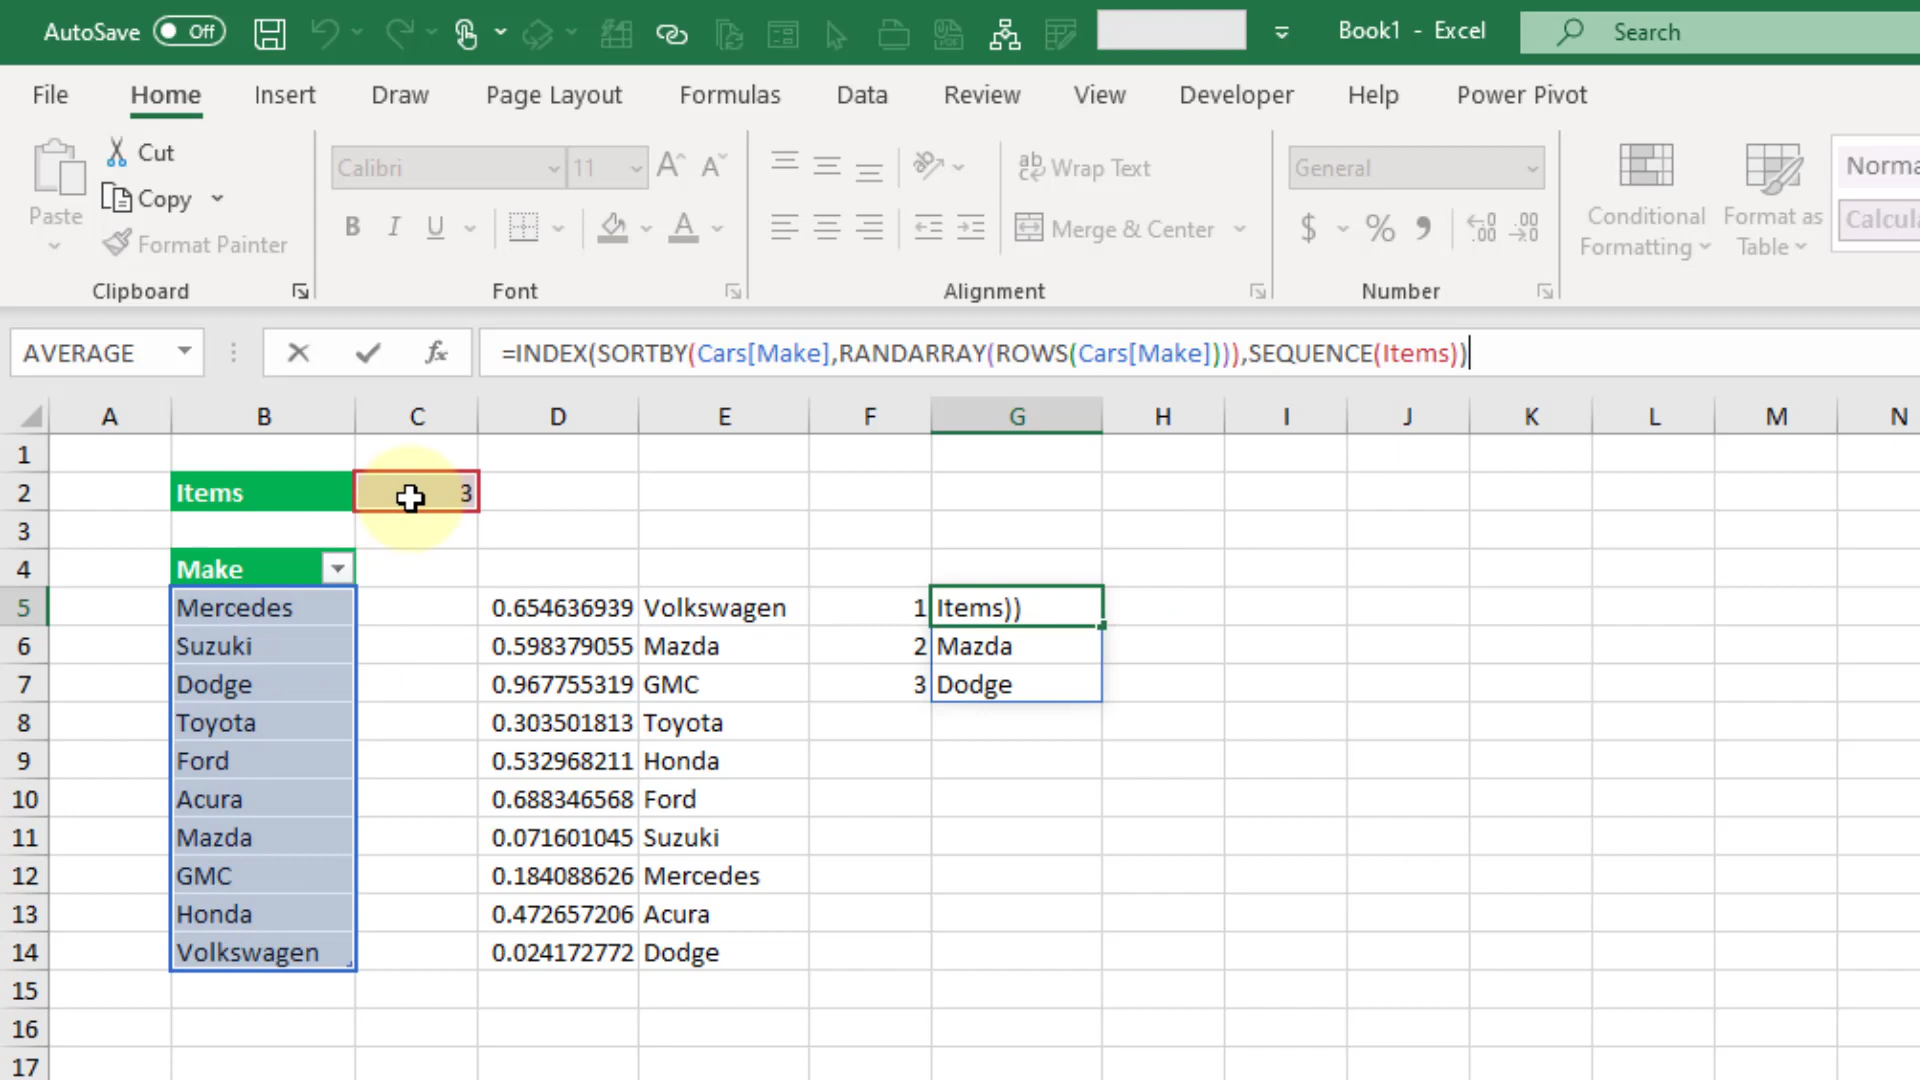 AutoSave Off Book1 - Excel Search
File Home Insert Draw Page Layout Formulas Data Review View Developer Help Power Pivot
Paste Cut Copy Format Painter Clipboard
Calibri 11 A A B I U A Font
ab Wrap Text Merge & Center Alignment
General $ % Number
Conditional Formatting Format as Table
AVERAGE fx =INDEX(SORTBY(Cars[Make],RANDARRAY(ROWS(Cars[Make]))),SEQUENCE(Items))
A B C D E F G H I J K L M N
1
2 Items 3
3
4 Make
5 Mercedes 0.654636939 Volkswagen 1 Items))
6 Suzuki 0.598379055 Mazda 2 Mazda
7 Dodge 0.967755319 GMC 3 Dodge
8 Toyota 0.303501813 Toyota
9 Ford 0.532968211 Honda
10 Acura 0.688346568 Ford
11 Mazda 0.071601045 Suzuki
12 GMC 0.184088626 Mercedes
13 Honda 0.472657206 Acura
14 Volkswagen 0.024172772 Dodge
15
16
17